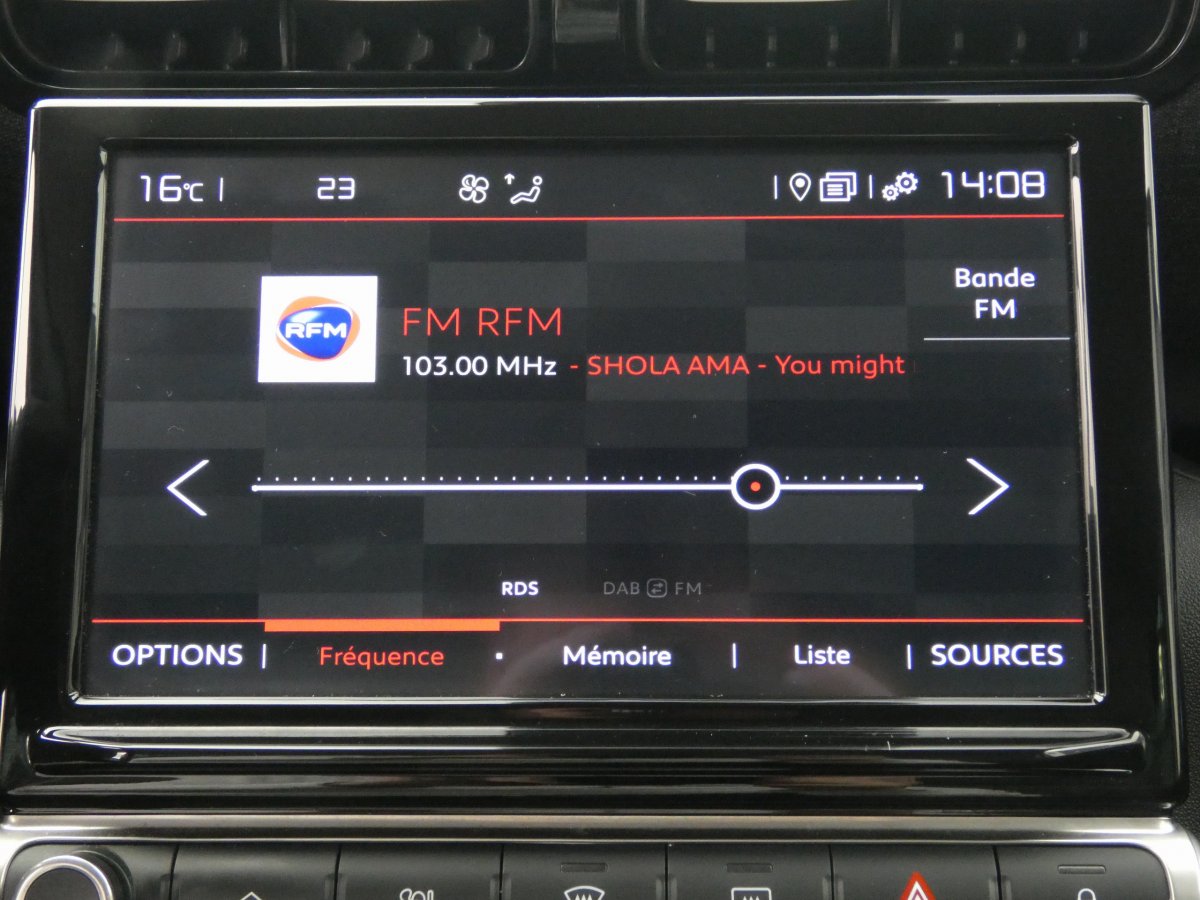 16°C | 23 | | 14:08
Bande
FM
RFM
FM RFM
103.00 MHz - SHOLA AMA - You might
RDS DAB FM
OPTIONS | Fréquence · Mémoire | Liste | SOURCES